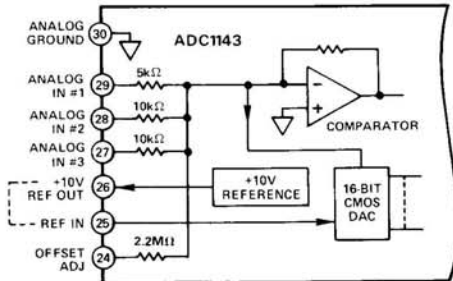 ANALOG
GROUND
30
ADC1143
ANALOG
IN #1
29
5kΩ
ANALOG
IN #2
28
10kΩ
ANALOG
IN #3
27
10kΩ
−
+
COMPARATOR
+10V
REF OUT
26
+10V
REFERENCE
16-BIT
CMOS
DAC
REF IN
25
OFFSET
ADJ
24
2.2MΩ